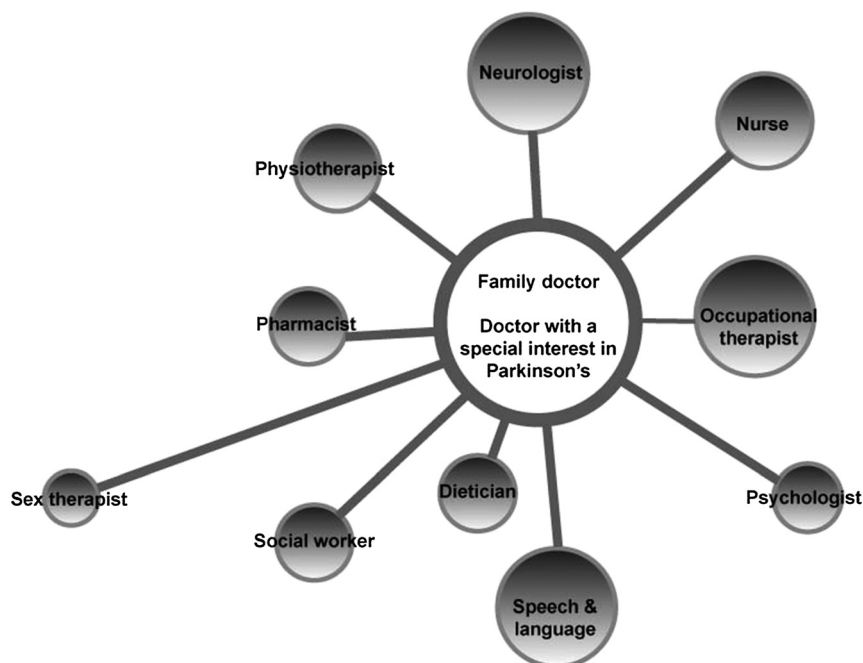 Neurologist
Nurse
Physiotherapist
Family doctor
Doctor with a
special interest in
Parkinson's
Occupational
therapist
Pharmacist
Sex therapist
Dietician
Psychologist
Social worker
Speech &
language